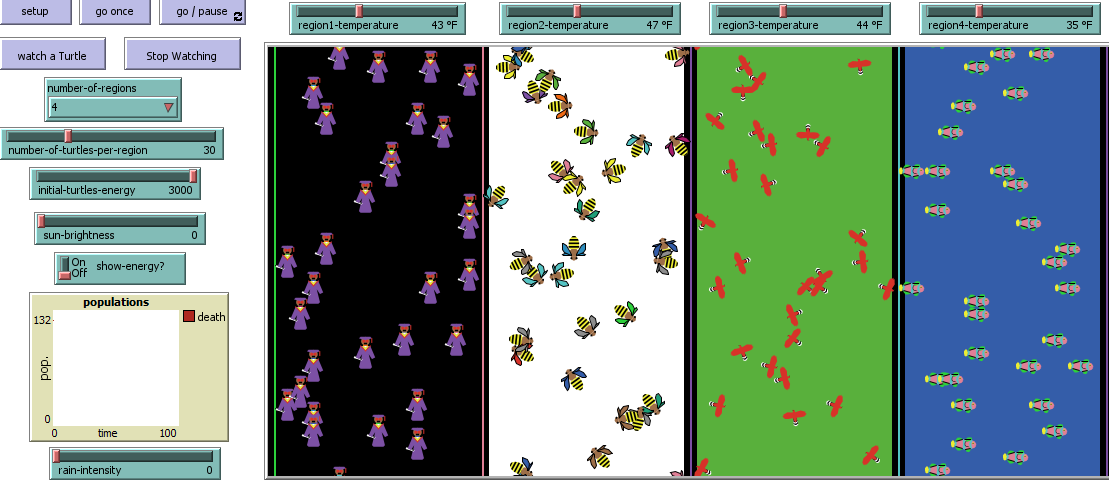 setup
go once
go / pause
region1-temperature 43 °F
region2-temperature 47 °F
region3-temperature 44 °F
region4-temperature 35 °F
watch a Turtle
Stop Watching
number-of-regions
4
number-of-turtles-per-region 30
initial-turtles-energy 3000
sun-brightness 0
On
Off
show-energy?
populations
132
death
pop.
0
0 time 100
rain-intensity 0